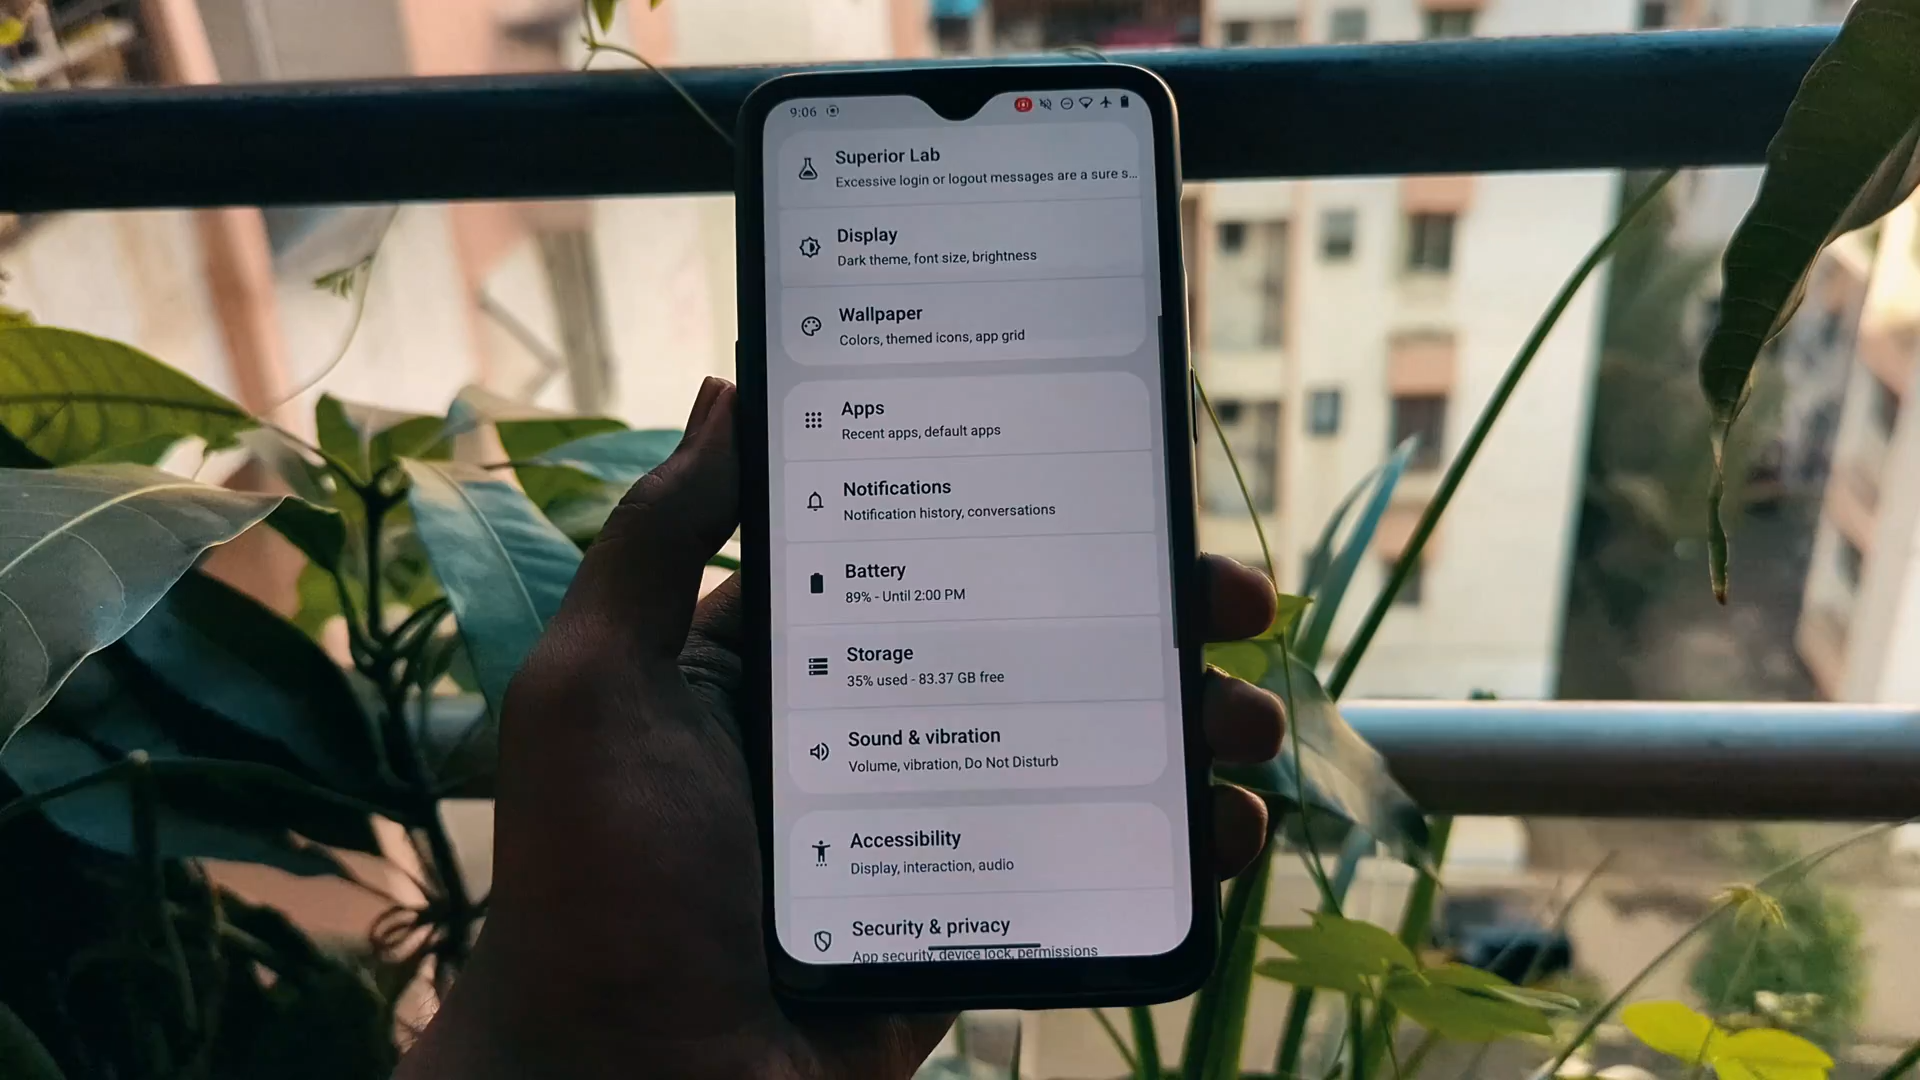 9:06
Superior Lab
Excessive login or logout messages are a sure s...
Display
Dark theme, font size, brightness
Wallpaper
Colors, themed icons, app grid
Apps
Recent apps, default apps
Notifications
Notification history, conversations
Battery
89% - Until 2:00 PM
Storage
35% used - 83.37 GB free
Sound & vibration
Volume, vibration, Do Not Disturb
Accessibility
Display, interaction, audio
Security & privacy
App security, device lock, permissions